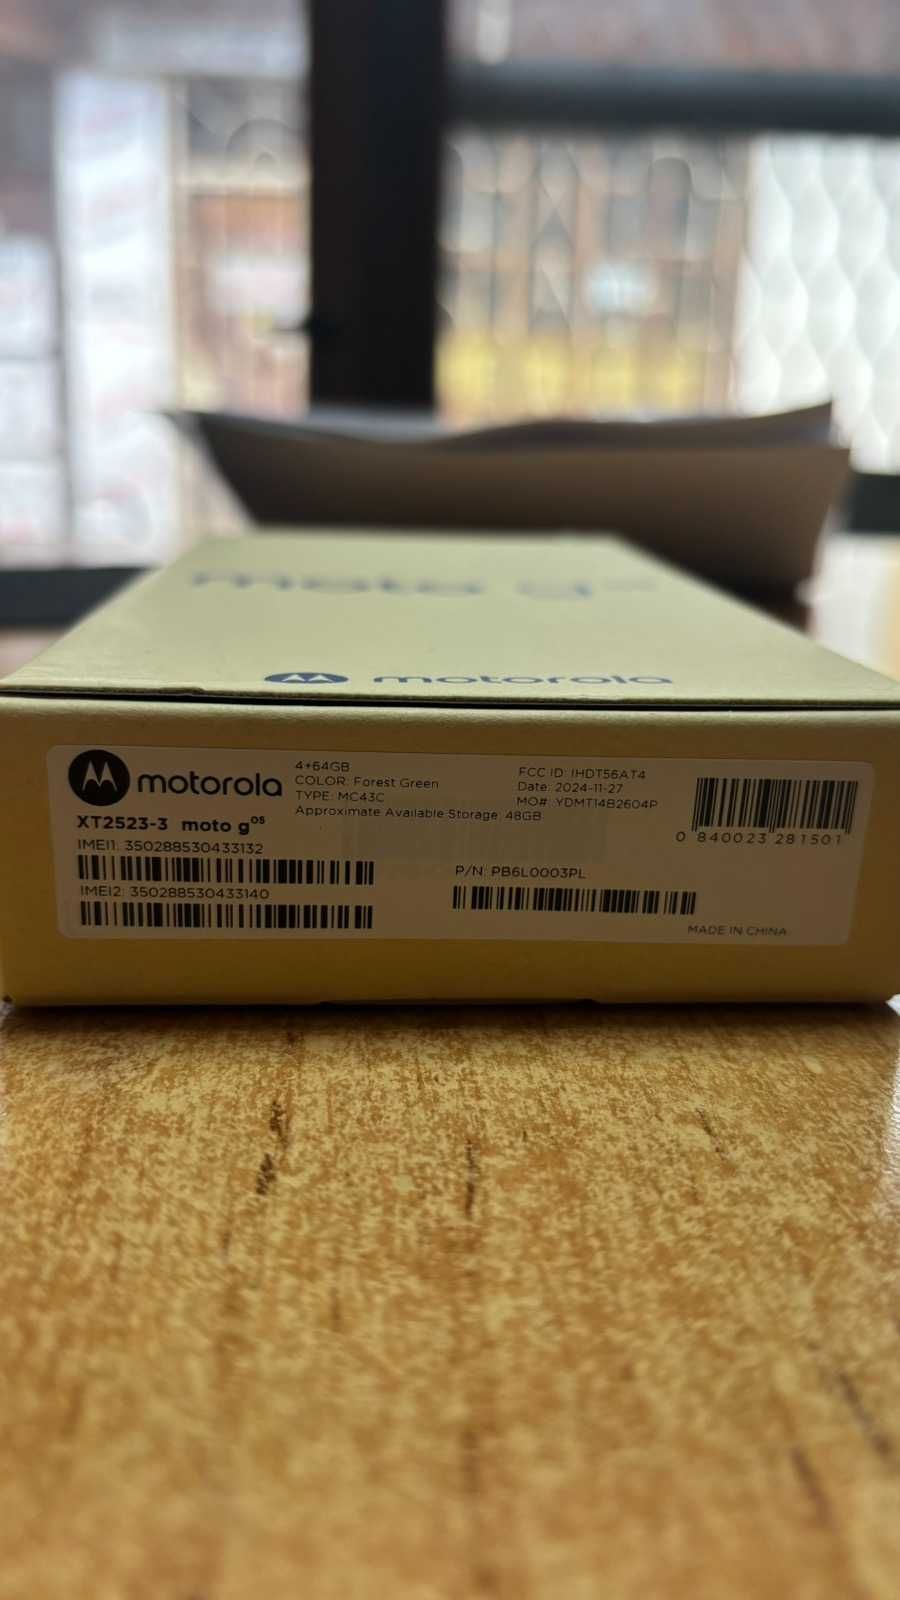 moto g
motorola
motorola
XT2523-3 moto g05
IMEI1: 350288530433132
IMEI2: 350288530433140
4+64GB
COLOR: Forest Green
TYPE: MC43C
Approximate Available Storage: 48GB
FCC ID: IHDT56AT4
Date: 2024-11-27
MO#: YDMT14B2604P
P/N: PB6L0003PL
0 840023 281501
MADE IN CHINA